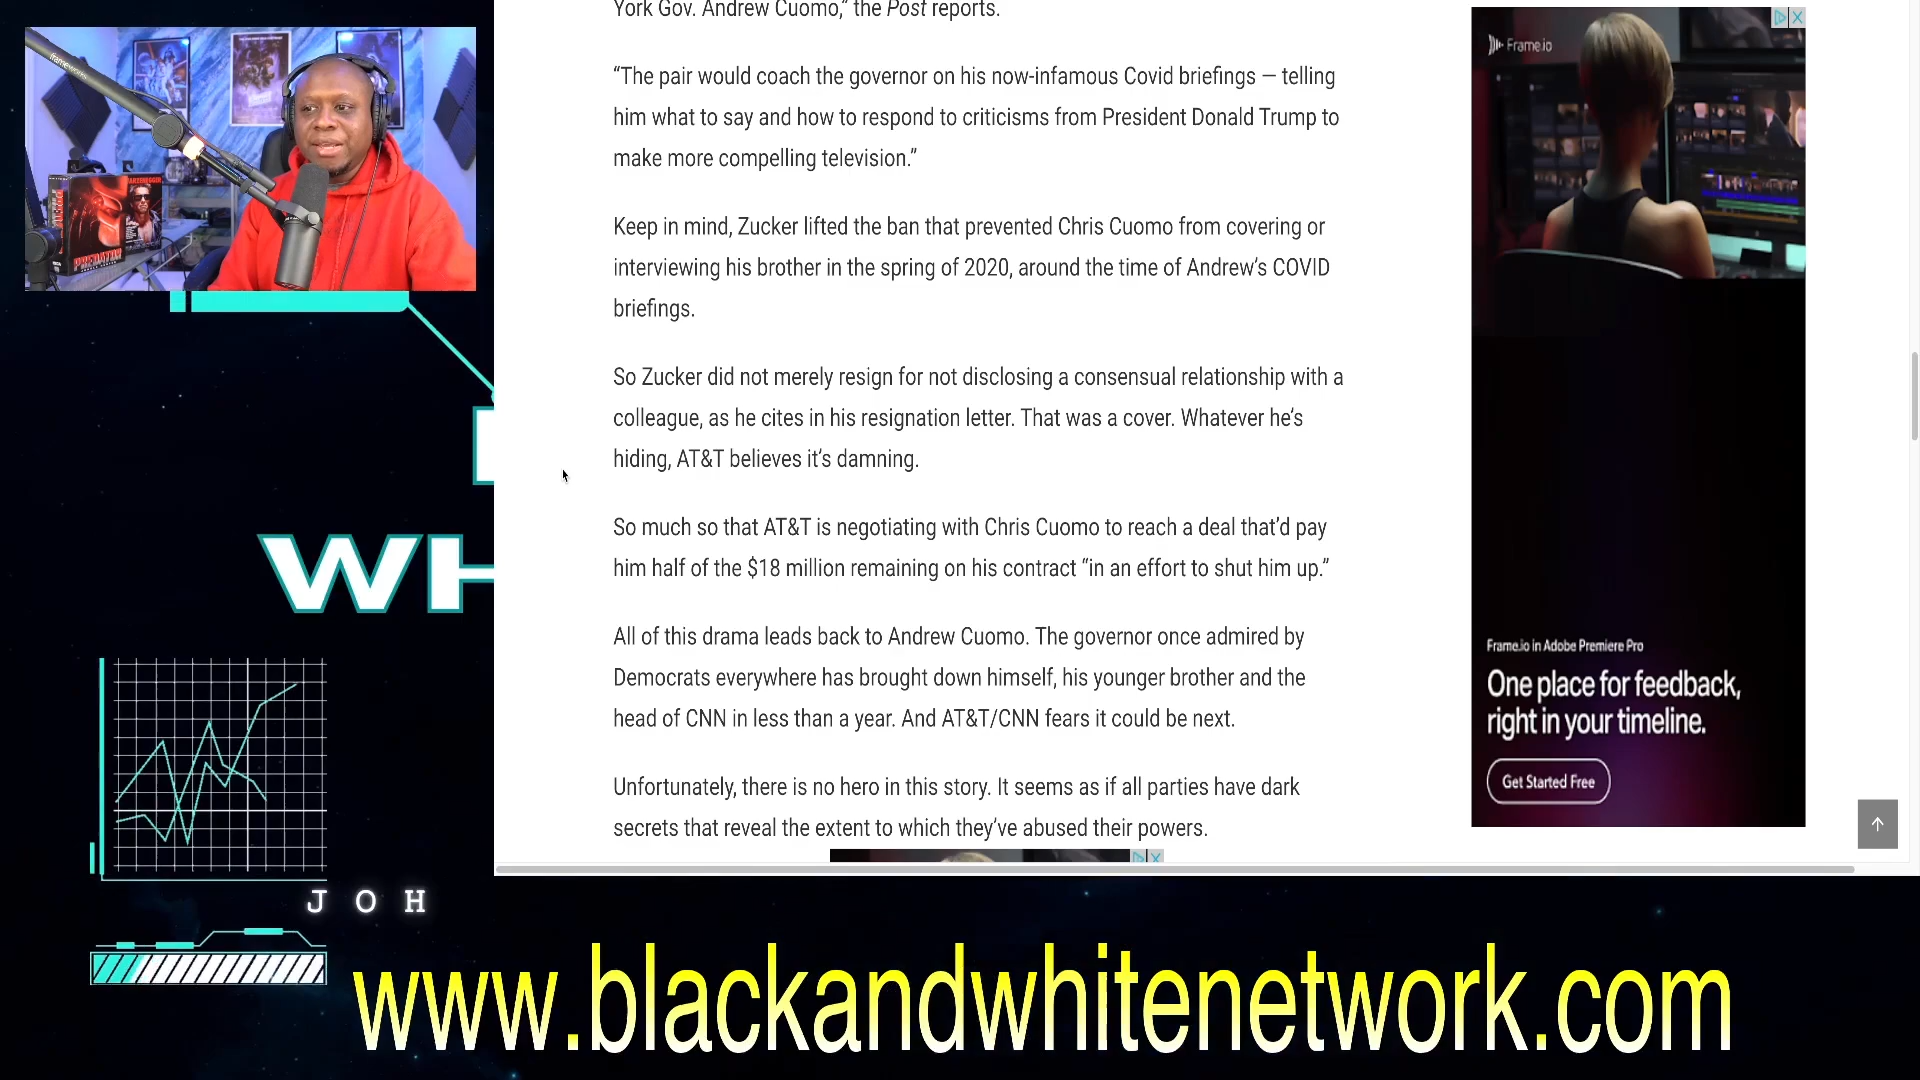 York Gov. Andrew Cuomo,” the Post reports.
“The pair would coach the governor on his now-infamous Covid briefings — telling
him what to say and how to respond to criticisms from President Donald Trump to
make more compelling television.”
Keep in mind, Zucker lifted the ban that prevented Chris Cuomo from covering or
interviewing his brother in the spring of 2020, around the time of Andrew’s COVID
briefings.
So Zucker did not merely resign for not disclosing a consensual relationship with a
colleague, as he cites in his resignation letter. That was a cover. Whatever he’s
hiding, AT&T believes it’s damning.
So much so that AT&T is negotiating with Chris Cuomo to reach a deal that’d pay
him half of the $18 million remaining on his contract “in an effort to shut him up.”
All of this drama leads back to Andrew Cuomo. The governor once admired by
Democrats everywhere has brought down himself, his younger brother and the
head of CNN in less than a year. And AT&T/CNN fears it could be next.
Unfortunately, there is no hero in this story. It seems as if all parties have dark
secrets that reveal the extent to which they’ve abused their powers.
Frame.io
Frame.io in Adobe Premiere Pro
One place for feedback,
right in your timeline.
Get Started Free
PREDATOR
WH
JOH
www.blackandwhitenetwork.com